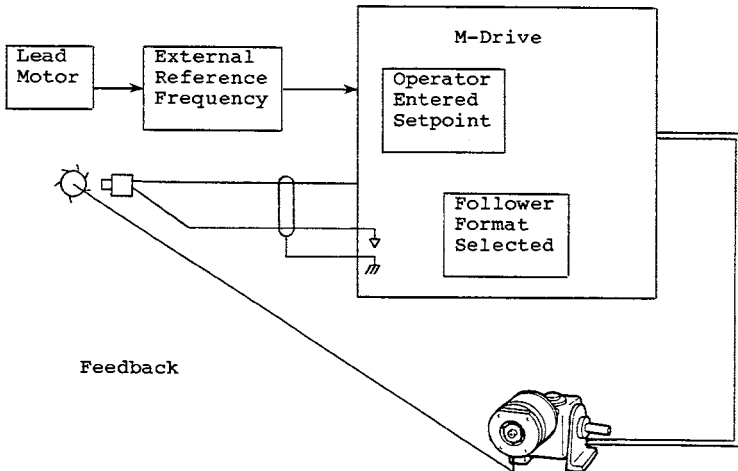 M-Drive
Lead
Motor
External
Reference
Frequency
Operator
Entered
Setpoint
Follower
Format
Selected
Feedback